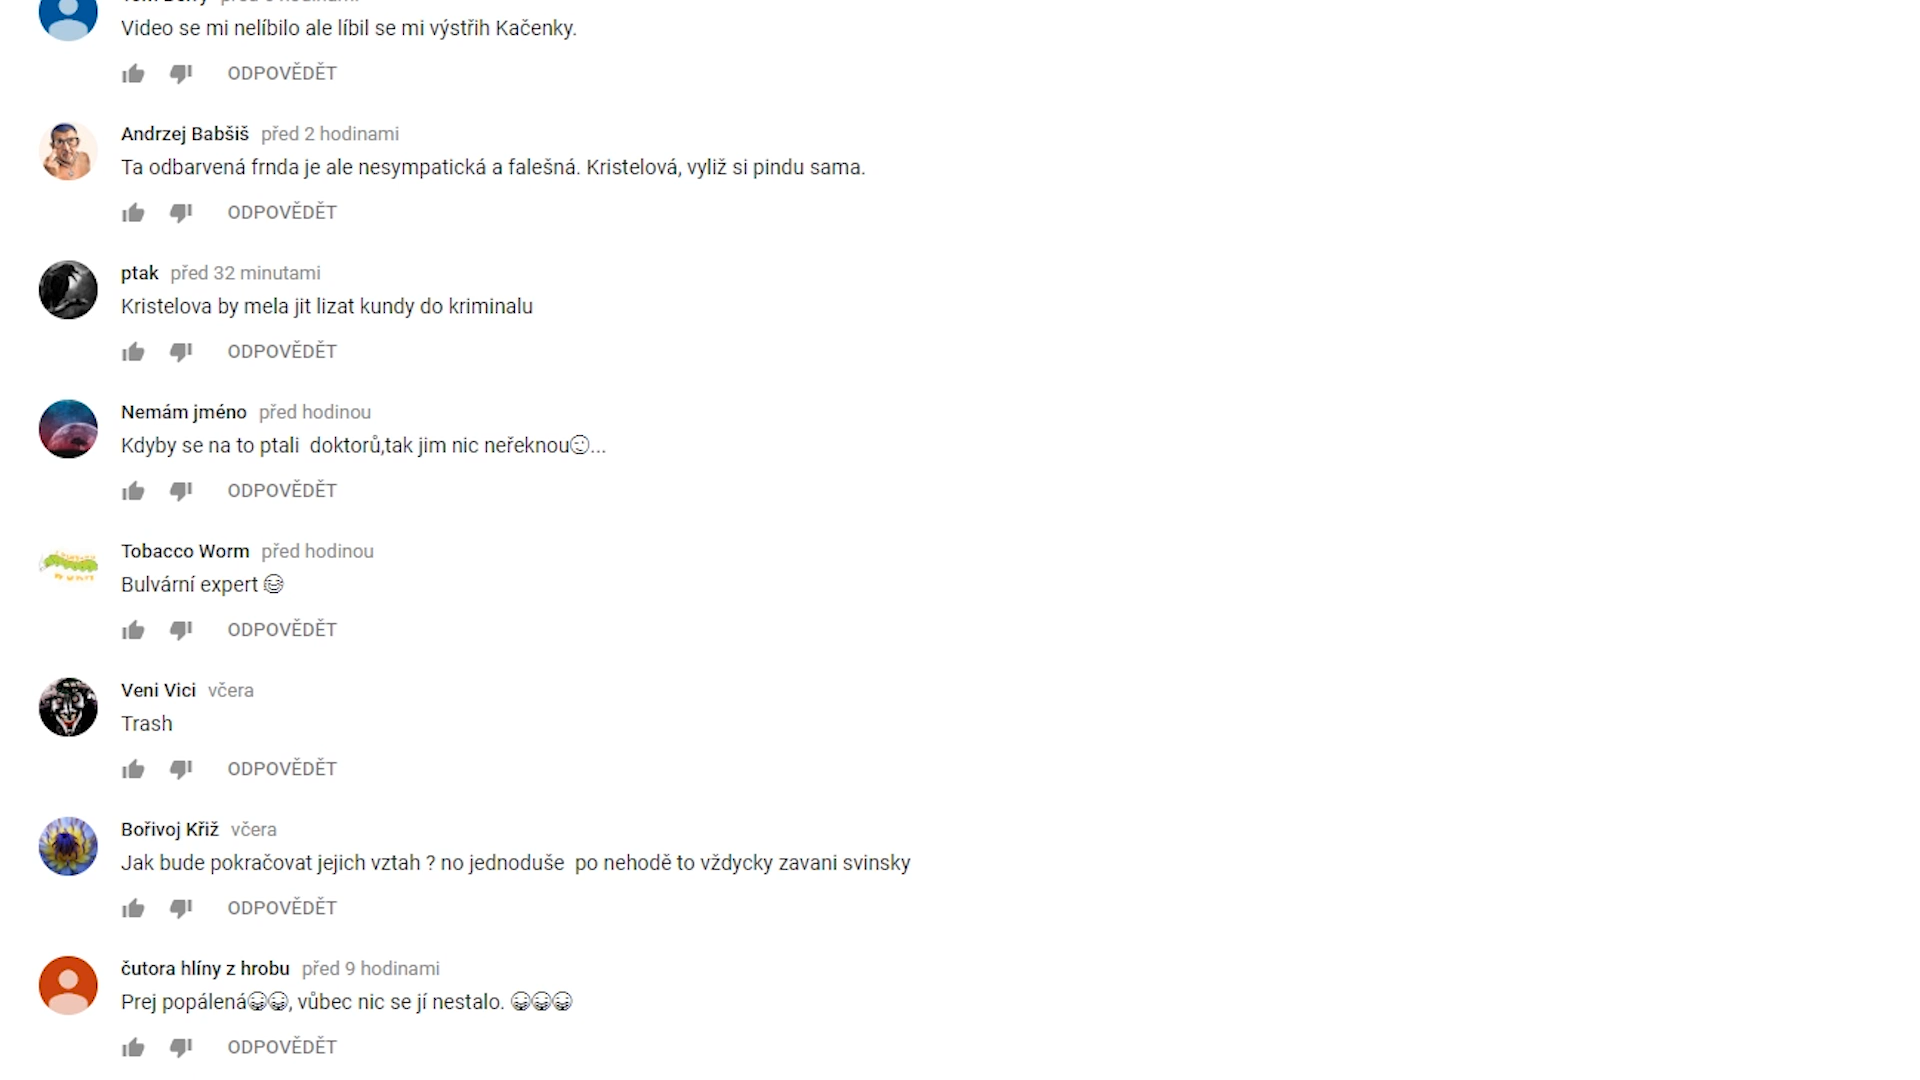 Video se mi nelíbilo ale líbil se mi výstřih Kačenky.
ODPOVĚDĚT
Andrzej Babšiš před 2 hodinami
Ta odbarvená frnda je ale nesympatická a falešná. Kristelová, vyliž si pindu sama.
ODPOVĚDĚT
ptak před 32 minutami
Kristelova by mela jit lizat kundy do kriminalu
ODPOVĚDĚT
Nemám jméno před hodinou
Kdyby se na to ptali  doktorů,tak jim nic neřeknou😉...
ODPOVĚDĚT
Tobacco Worm před hodinou
Bulvární expert 😂
ODPOVĚDĚT
Veni Vici včera
Trash
ODPOVĚDĚT
Bořivoj Křiž včera
Jak bude pokračovat jejich vztah ? no jednoduše  po nehodě to vždycky zavani svinsky
ODPOVĚDĚT
čutora hlíny z hrobu před 9 hodinami
Prej popálená😂😂, vůbec nic se jí nestalo. 😂😂😂
ODPOVĚDĚT